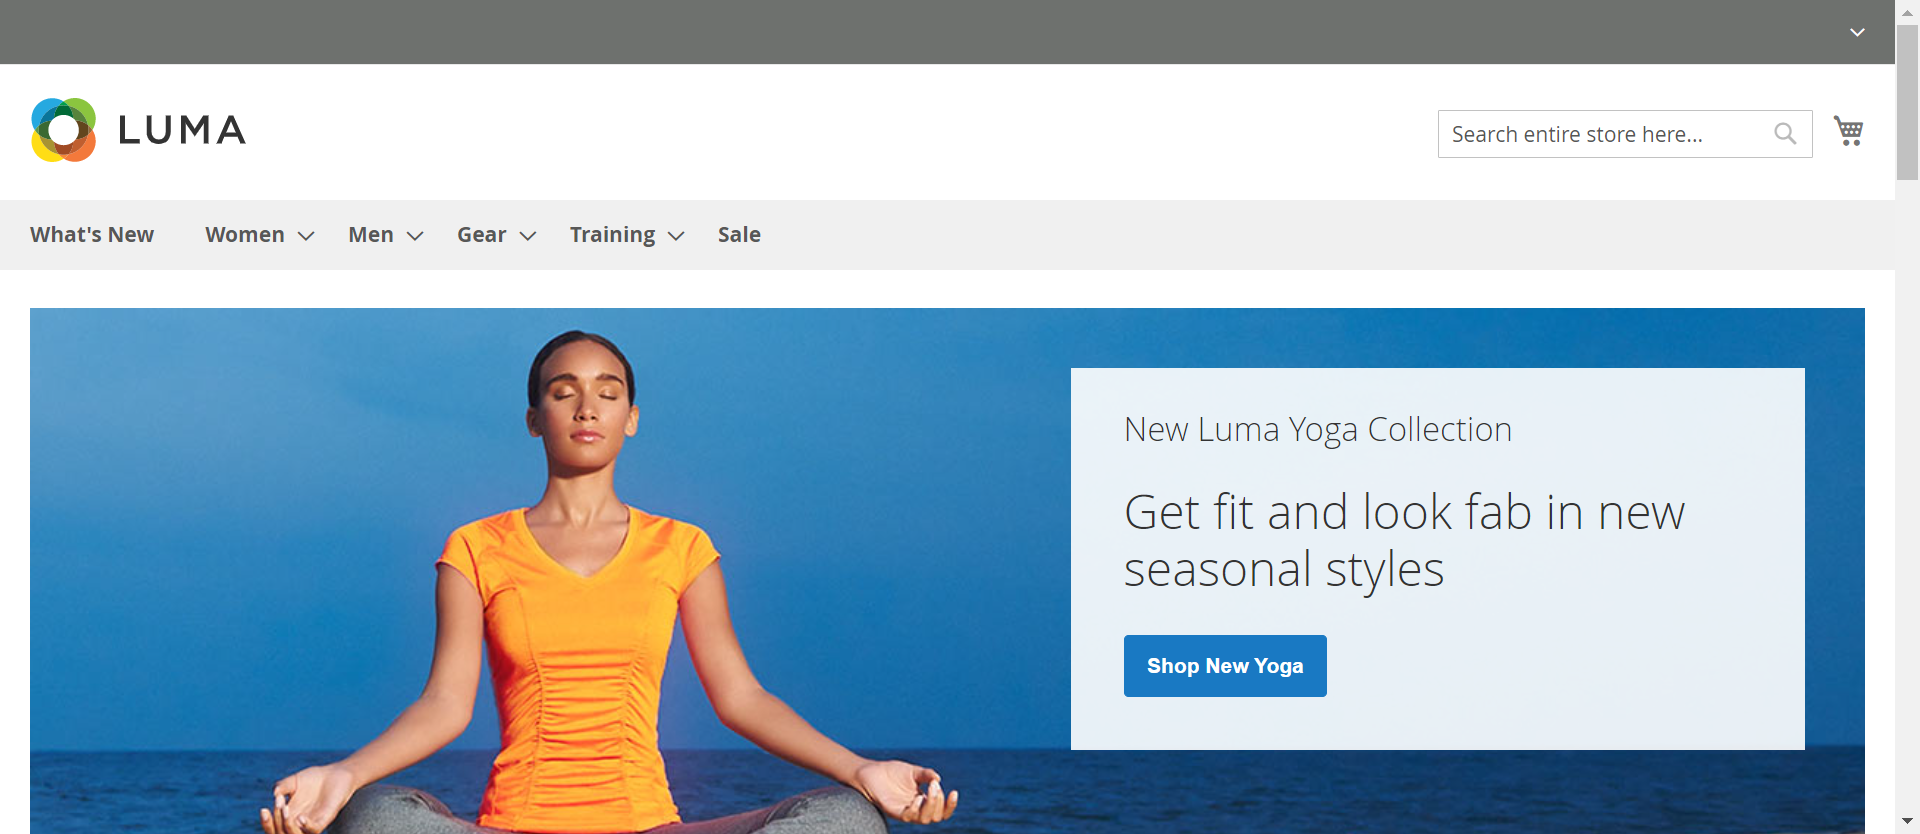 LUMA
Search entire store here...
What's New Women Men Gear Training Sale
New Luma Yoga Collection
Get fit and look fab in new
seasonal styles
Shop New Yoga